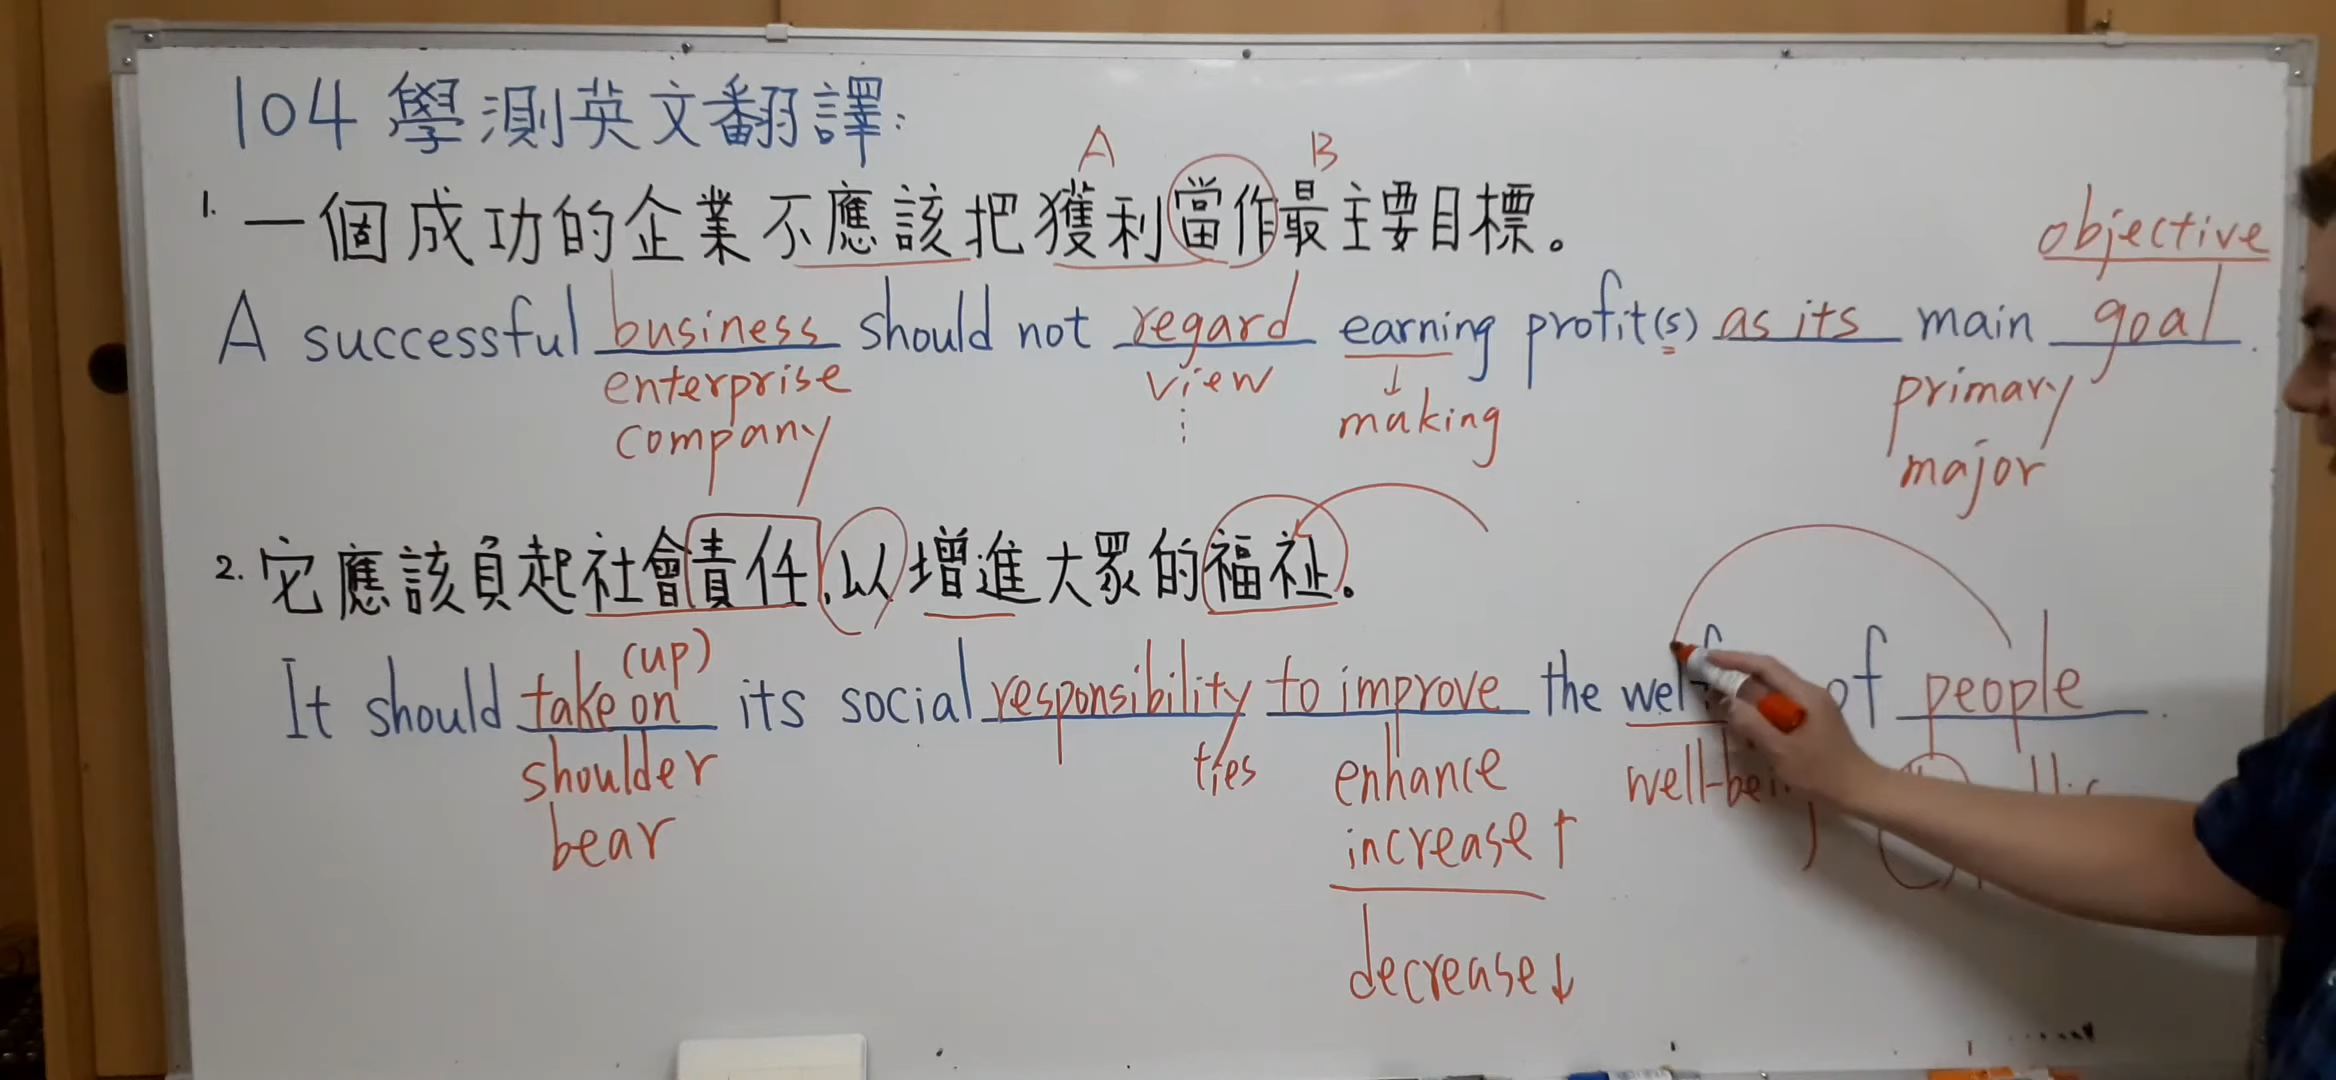 104 學測英文翻譯:
A B
1. 一個成功的企業不應該把獲利當作最主要目標。
objective
A successful business should not regard earning profit(s) as its main goal.
enterprise view making primary
company major
2. 它應該負起社會責任,以增進大眾的福祉。
(up)
It should take on its social responsibility to improve the of people.
shoulder ties enhance
bear increase↑
decrease↓